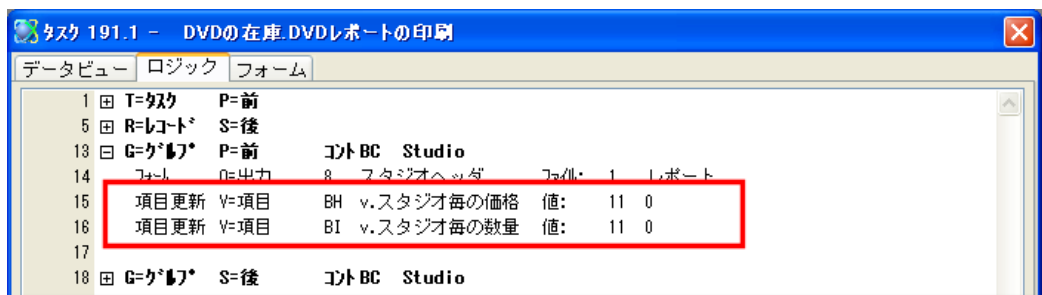 ﾀｽｸ 191.1 - DVDの在庫.DVDレポートの印刷
データビュー ロジック フォーム
1 T=ﾀｽｸ P=前
5 R=ﾚｺｰﾄﾞ S=後
13 G=ｸﾞﾙｰﾌﾟ P=前 ｺﾝﾄ BC Studio
14 ﾌｫｰﾑ O=出力 8 スタジオヘッダ ﾌｧｲﾙ: 1 レポート
15 項目更新 V=項目 BH v.スタジオ毎の価格 値: 11 0
16 項目更新 V=項目 BI v.スタジオ毎の数量 値: 11 0
17
18 G=ｸﾞﾙｰﾌﾟ S=後 ｺﾝﾄ BC Studio